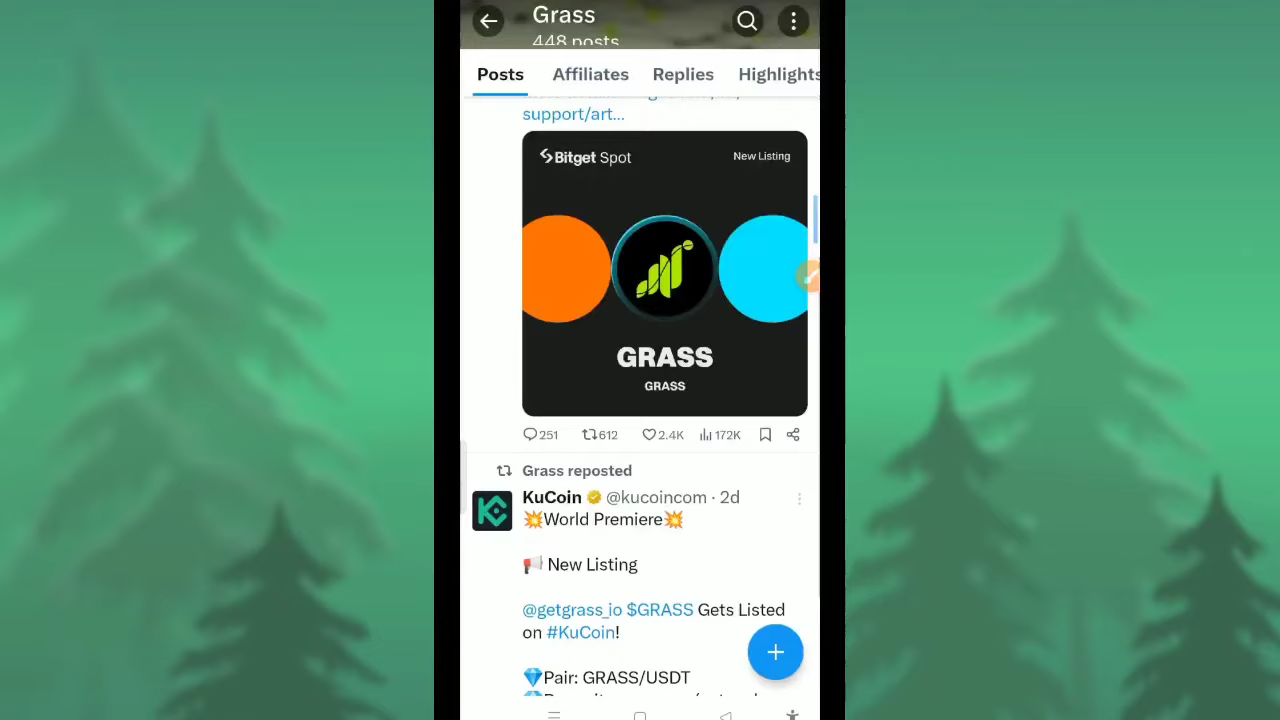 Grass
448 posts
Posts Affiliates Replies Highlights
support/art...
Bitget Spot New Listing
GRASS
GRASS
251 612 2.4K 172K
Grass reposted
KuCoin @kucoincom · 2d
💥World Premiere💥
📢 New Listing
@getgrass_io $GRASS Gets Listed
on #KuCoin!
💎Pair: GRASS/USDT